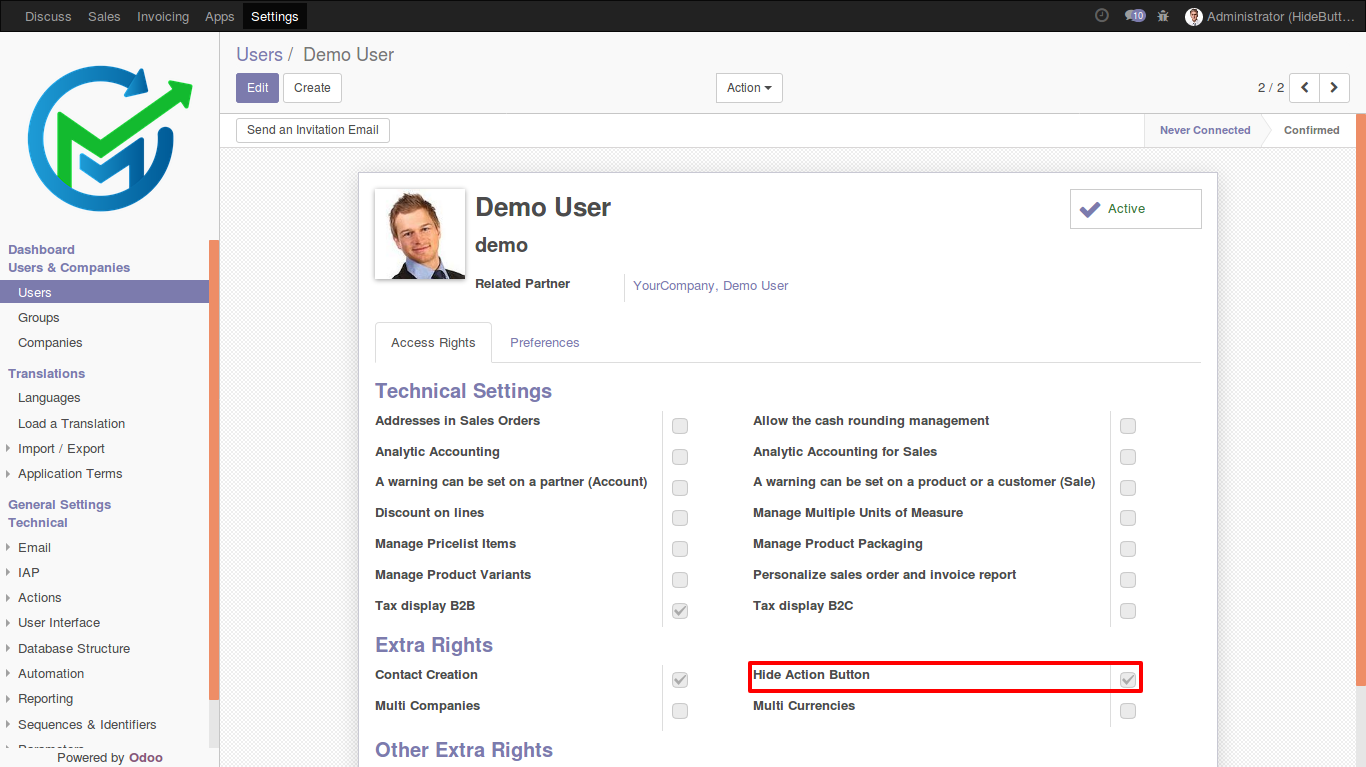 Discuss Sales Invoicing Apps Settings 10 Administrator (HideButt...
Users / Demo User
Edit Create Action 2 / 2
Send an Invitation Email Never Connected Confirmed
Dashboard
Users & Companies
Users
Groups
Companies
Translations
Languages
Load a Translation
Import / Export
Application Terms
General Settings
Technical
Email
IAP
Actions
User Interface
Database Structure
Automation
Reporting
Sequences & Identifiers
Powered by Odoo
Demo User
Active
demo
Related Partner YourCompany, Demo User
Access Rights Preferences
Technical Settings
Addresses in Sales Orders Allow the cash rounding management
Analytic Accounting Analytic Accounting for Sales
A warning can be set on a partner (Account) A warning can be set on a product or a customer (Sale)
Discount on lines Manage Multiple Units of Measure
Manage Pricelist Items Manage Product Packaging
Manage Product Variants Personalize sales order and invoice report
Tax display B2B Tax display B2C
Extra Rights
Contact Creation Hide Action Button
Multi Companies Multi Currencies
Other Extra Rights